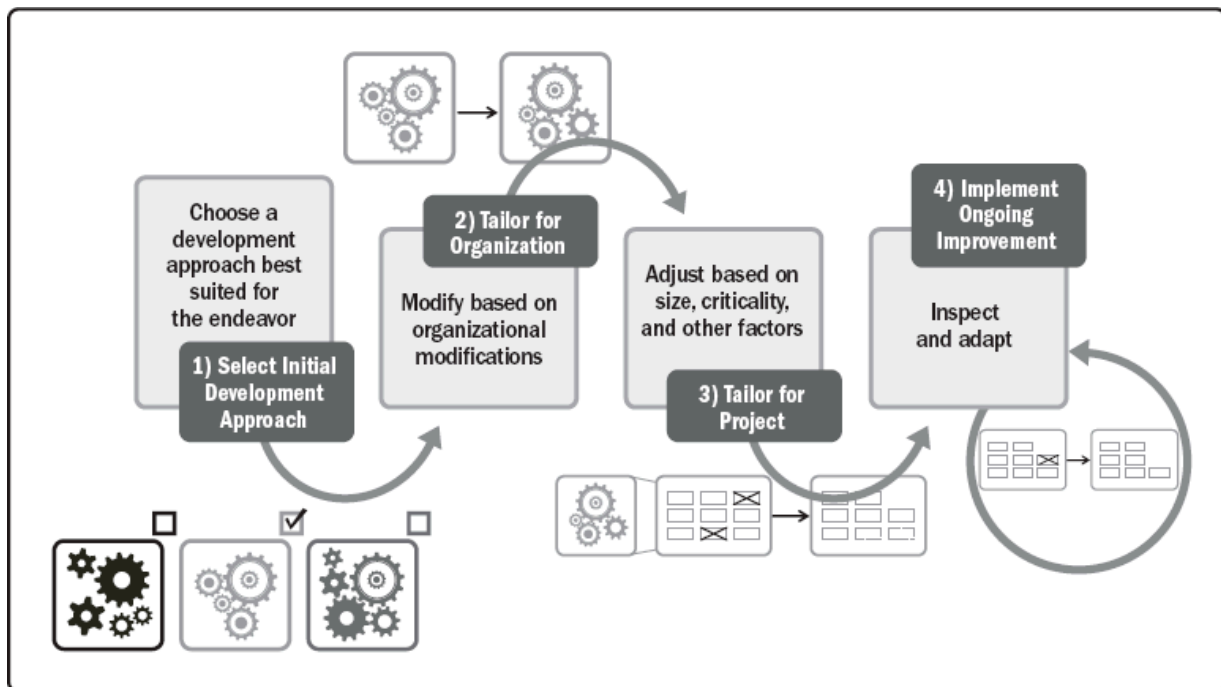 Choose a
development
approach best
suited for
the endeavor
1) Select Initial
Development
Approach
2) Tailor for
Organization
Modify based on
organizational
modifications
Adjust based on
size, criticality,
and other factors
3) Tailor for
Project
4) Implement
Ongoing
Improvement
Inspect
and adapt